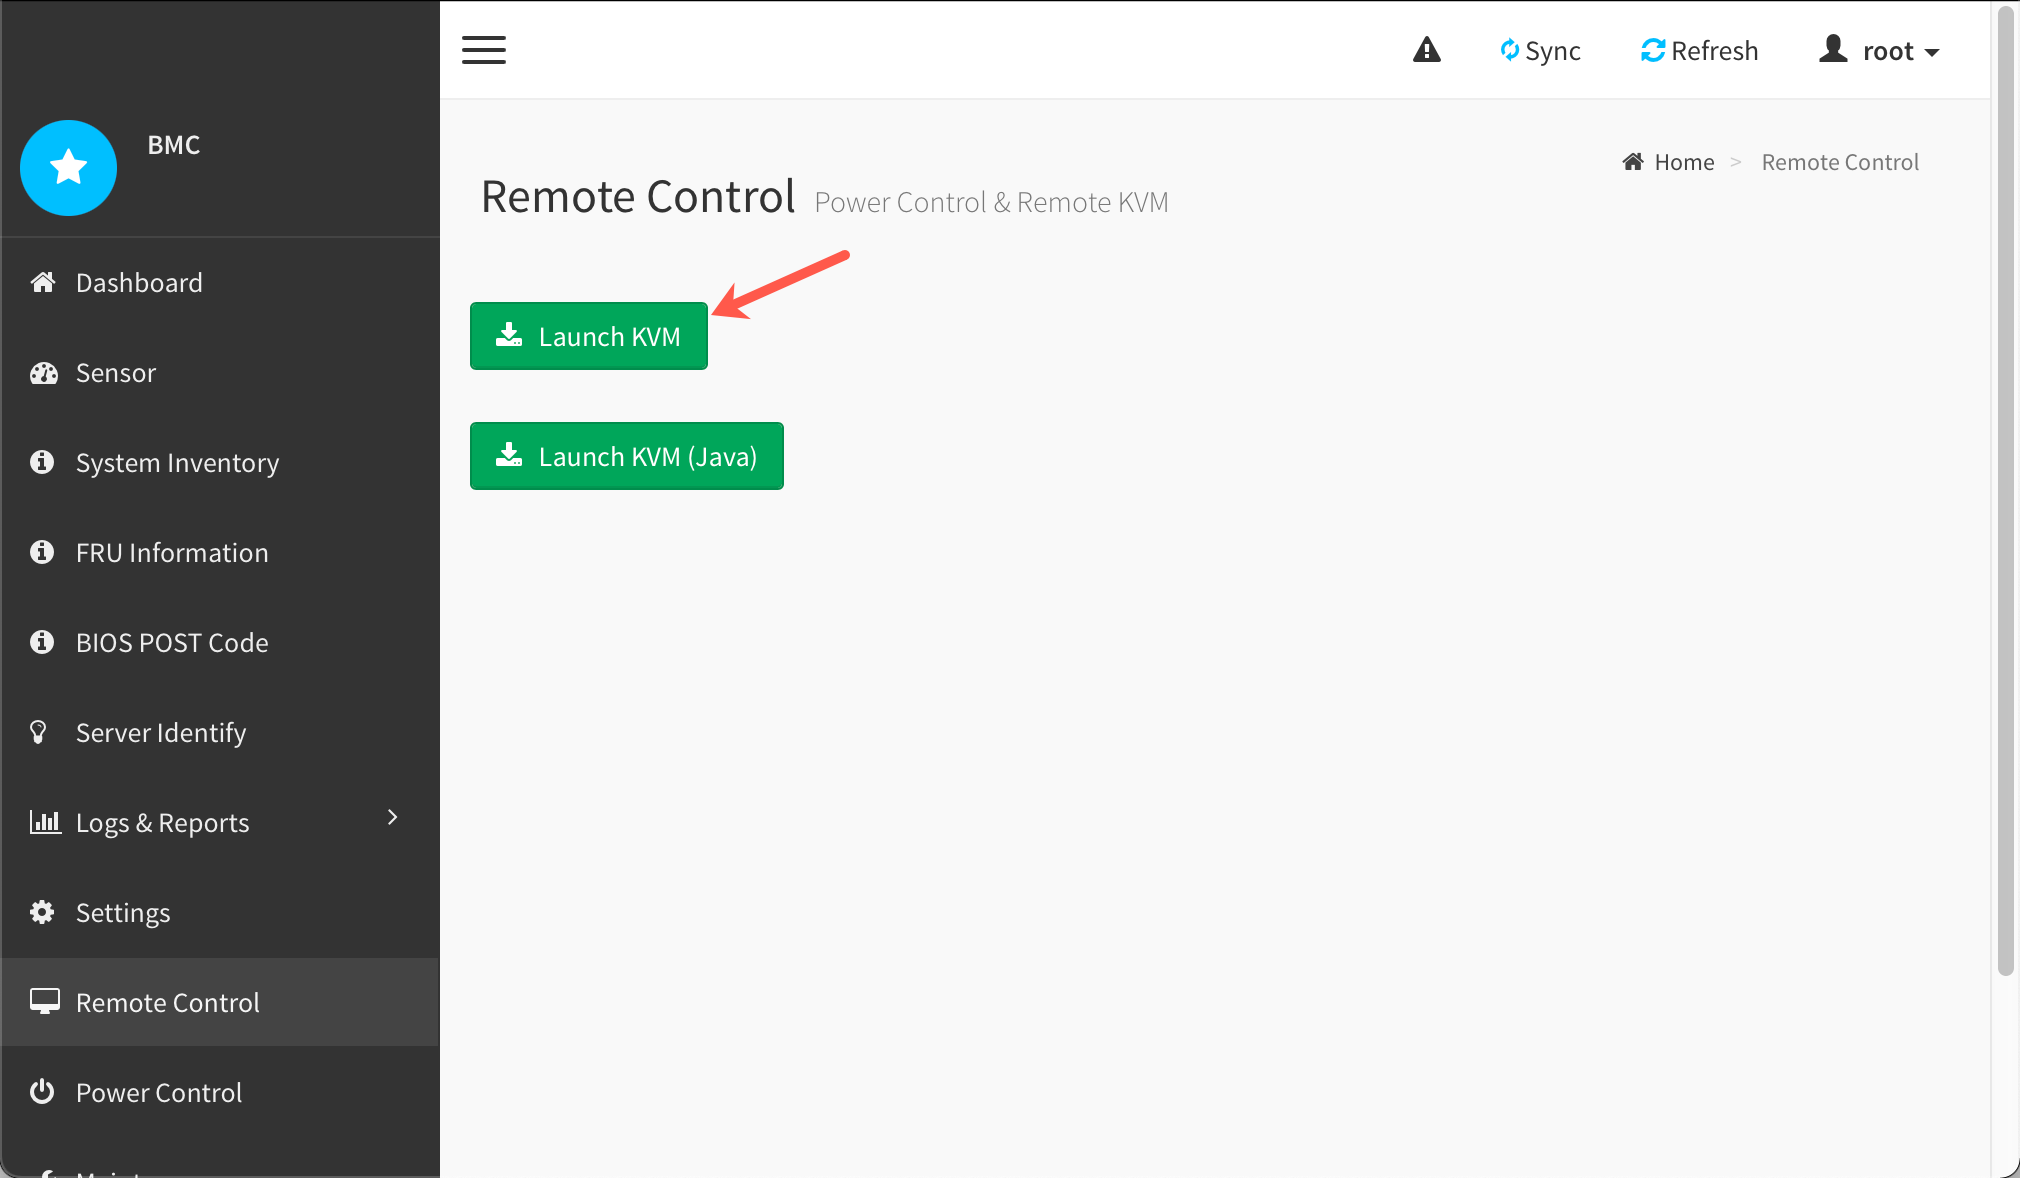 Sync
Refresh
root
BMC
Home > Remote Control
Remote Control Power Control & Remote KVM
Dashboard
Launch KVM
Sensor
Launch KVM (Java)
System Inventory
FRU Information
BIOS POST Code
Server Identify
Logs & Reports
Settings
Remote Control
Power Control